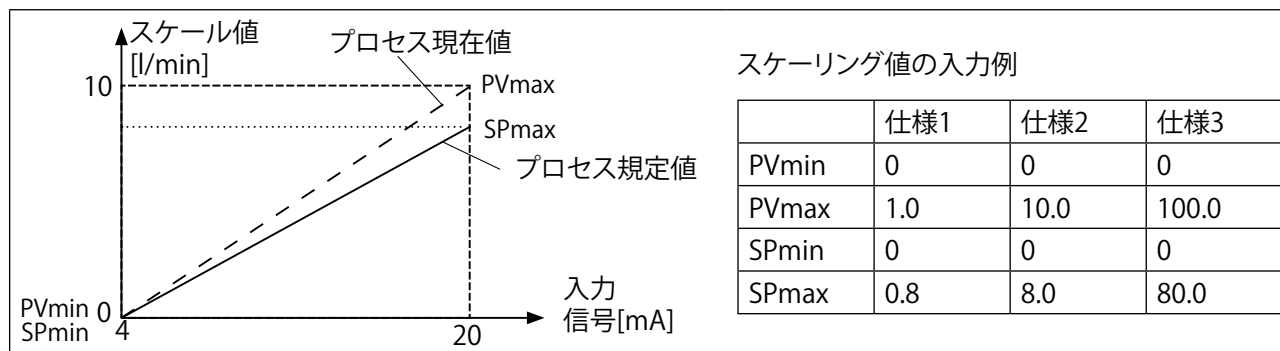 スケール値
[l/min]
プロセス現在値
10
PVmax
SPmax
プロセス規定値
PVmin 0
SPmin
4
20
入力
信号[mA]
スケーリング値の入力例
仕様1 仕様2 仕様3
PVmin 0 0 0
PVmax 1.0 10.0 100.0
SPmin 0 0 0
SPmax 0.8 8.0 80.0